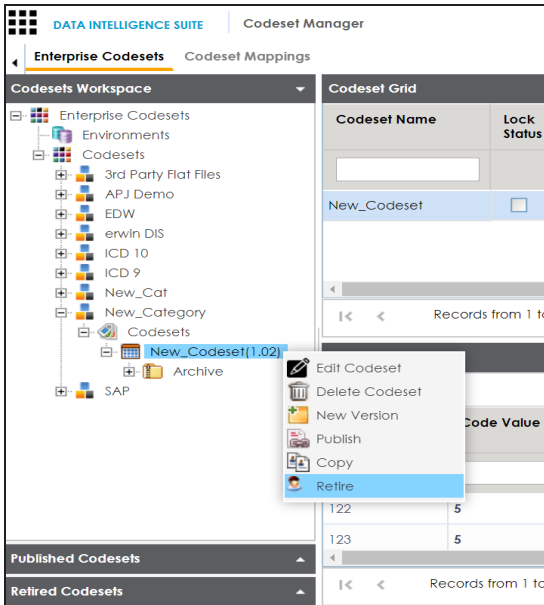 DATA INTELLIGENCE SUITE Codeset Manager
Enterprise Codesets Codeset Mappings
Codesets Workspace
Enterprise Codesets
Environments
Codesets
3rd Party Flat Files
APJ Demo
EDW
erwin DIS
ICD 10
ICD 9
New_Cat
New_Category
Codesets
New_Codeset(1.02)
Archive
SAP
Edit Codeset
Delete Codeset
New Version
Publish
Copy
Retire
Published Codesets
Retired Codesets
Codeset Grid
Codeset Name Lock
Status
New_Codeset
Records from 1 to
Code Value
122 5
123 5
Records from 1 to